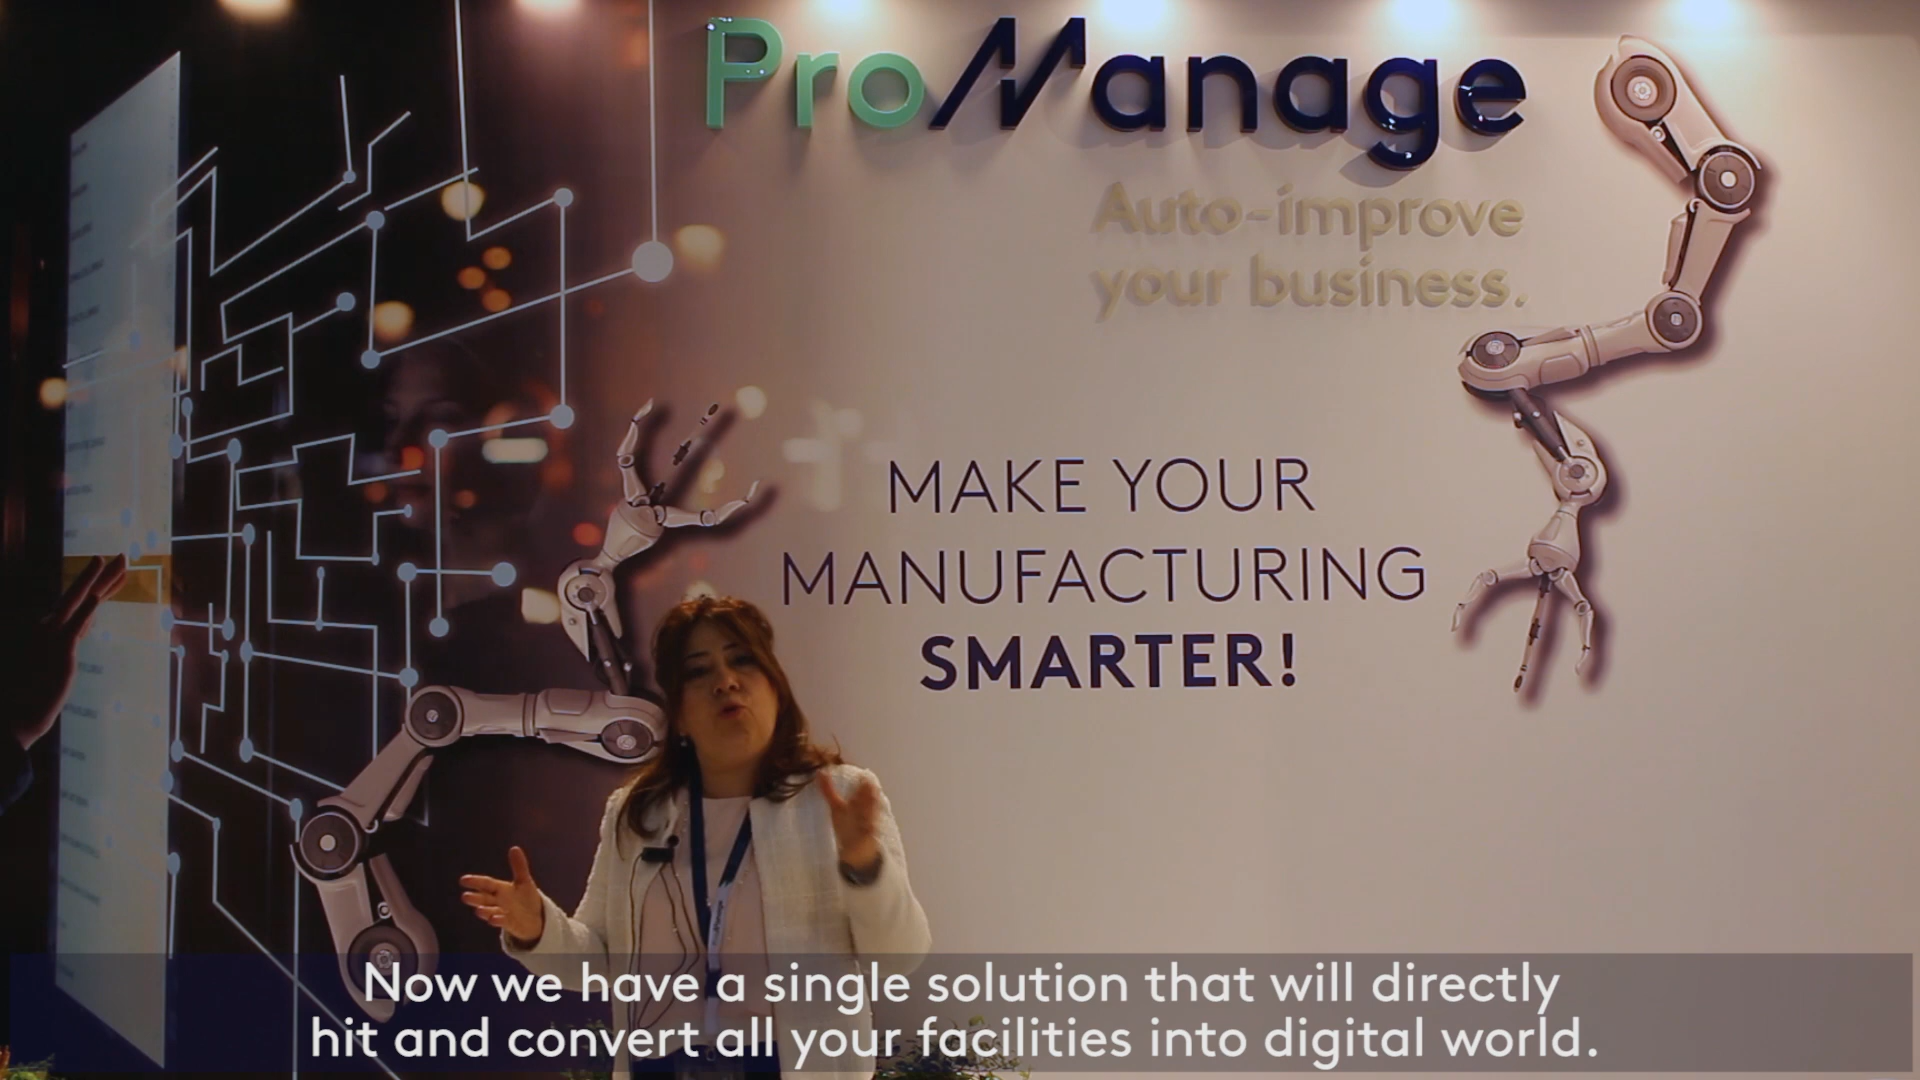 ProManage
Auto-improve
your business.
MAKE YOUR
MANUFACTURING
SMARTER!
Now we have a single solution that will directly
hit and convert all your facilities into digital world.